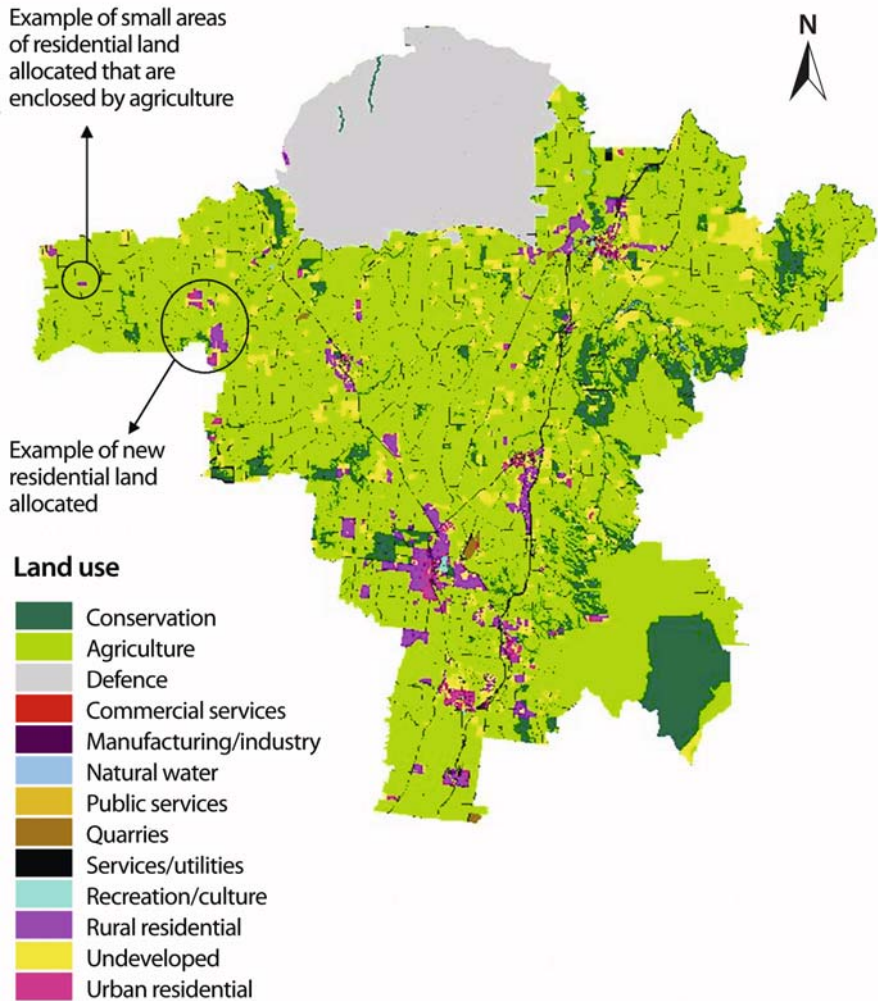 Example of small areas
of residential land
allocated that are
enclosed by agriculture
N
Example of new
residential land
allocated
Land use
Conservation
Agriculture
Defence
Commercial services
Manufacturing/industry
Natural water
Public services
Quarries
Services/utilities
Recreation/culture
Rural residential
Undeveloped
Urban residential